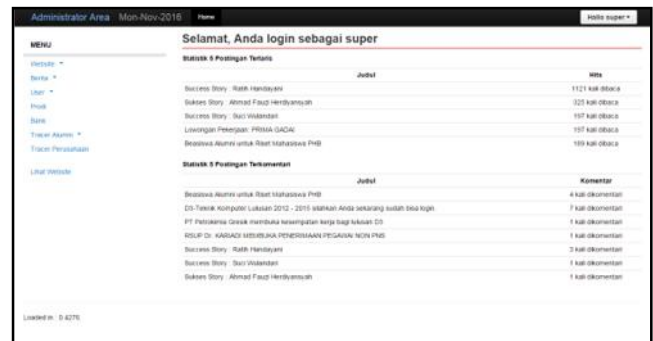 Administrator Area Mon-Nov-2016 Home Hallo super
MENU
Website
Berita
User
Prodi
Bank
Tracer Alumni
Tracer Perusahaan
Lihat Website
Selamat, Anda login sebagai super
Statistik 5 Postingan Terlaris
Judul Hits
Success Story : Ratih Handayani 1121 kali dibaca
Sukses Story : Ahmad Fauzi Herdiyansyah 325 kali dibaca
Success Story : Suci Wulandari 197 kali dibaca
Lowongan Pekerjaan: PRIMA GADAI 197 kali dibaca
Beasiswa Alumni untuk Riset Mahasiswa PHB 189 kali dibaca
Statistik 5 Postingan Terkomentari
Judul Komentar
Beasiswa Alumni untuk Riset Mahasiswa PHB 4 kali dikomentari
D3-Teknik Komputer Lulusan 2012 - 2015 silahkan Anda sekarang sudah bisa login 7 kali dikomentari
PT Petrokimia Gresik membuka kesempatan kerja bagi lulusan D3 1 kali dikomentari
RSUP Dr. KARIADI MEMBUKA PENERIMAAN PEGAWAI NON PNS 1 kali dikomentari
Success Story : Ratih Handayani 3 kali dikomentari
Success Story : Suci Wulandari 1 kali dikomentari
Sukses Story : Ahmad Fauzi Herdiyansyah 1 kali dikomentari
Loaded in : 0.4276